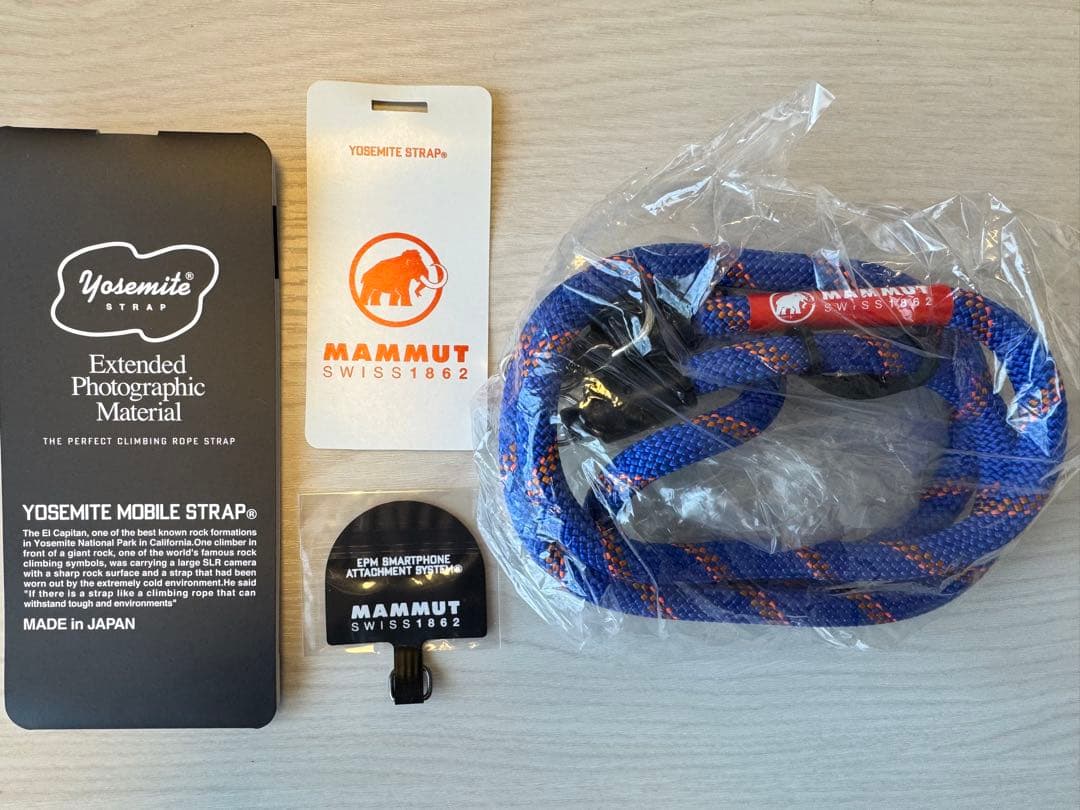 Yosemite®
STRAP
Extended
Photographic
Material
THE PERFECT CLIMBING ROPE STRAP
YOSEMITE MOBILE STRAP®
The El Capitan, one of the best known rock formations
in Yosemite National Park in California.One climber in
front of a giant rock, one of the world's famous rock
climbing symbols, was carrying a large SLR camera
with a sharp rock surface and a strap that had been
worn out by the extremely cold environment.He said
"If there is a strap like a climbing rope that can
withstand tough and environments"
MADE in JAPAN
YOSEMITE STRAP®
MAMMUT
SWISS1862
EPM SMARTPHONE
ATTACHMENT SYSTEM®
MAMMUT
SWISS1862
MAMMUT
SWISS1862